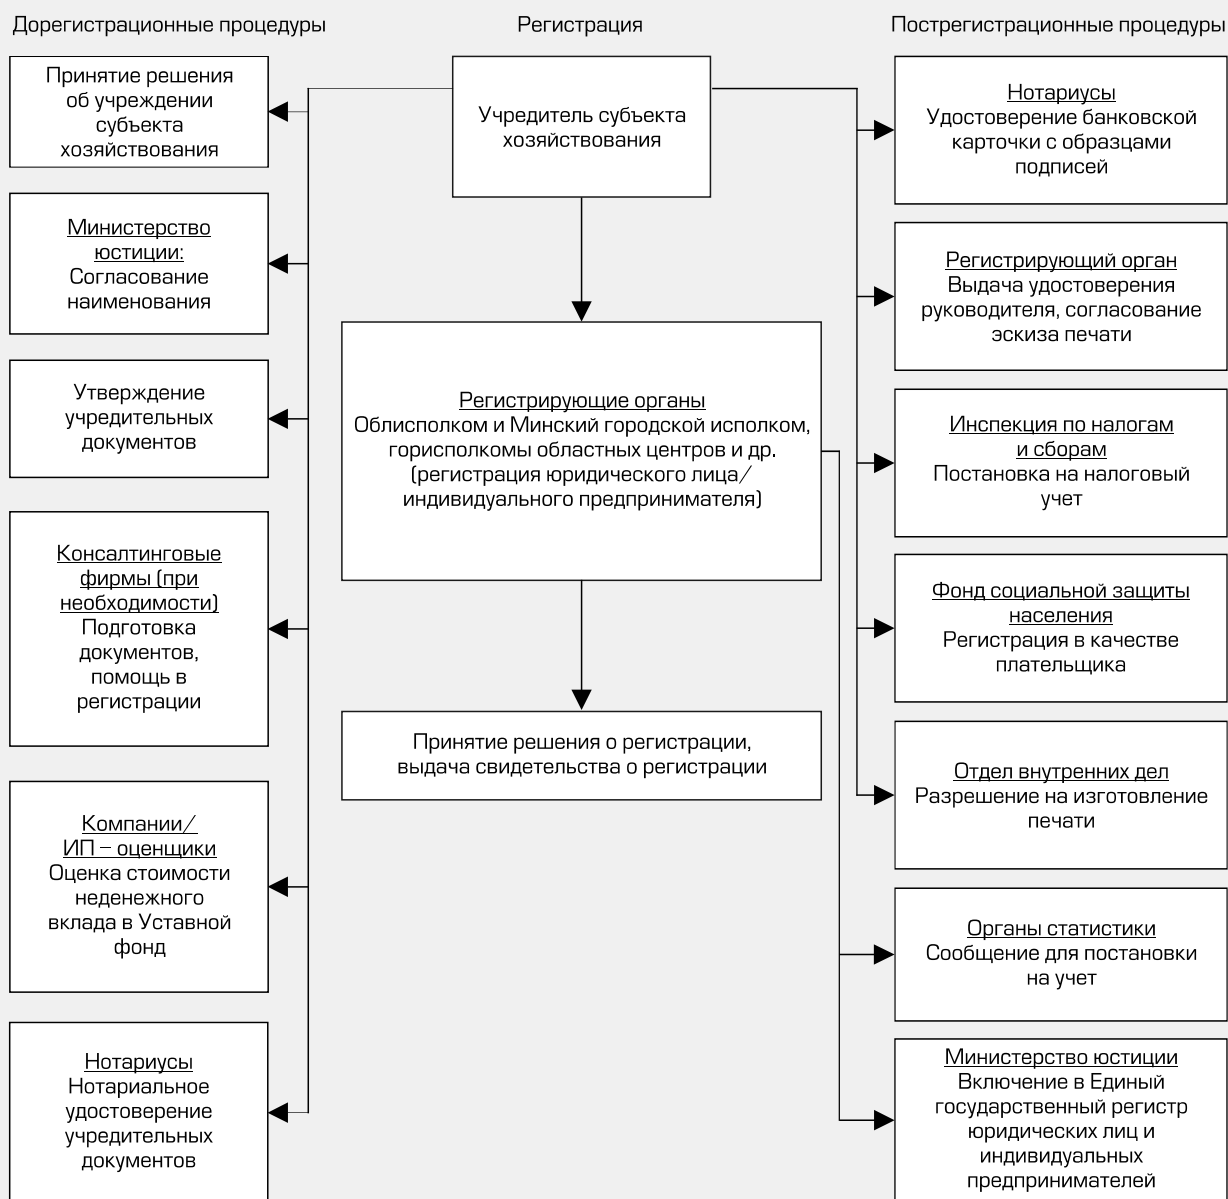 Дорегистрационные процедуры
Принятие решения
об учреждении
субъекта
хозяйствования
Министерство
юстиции:
Согласование
наименования
Утверждение
учредительных
документов
Консалтинговые
фирмы (при
необходимости)
Подготовка
документов,
помощь в
регистрации
Компании/
ИП – оценщики
Оценка стоимости
неденежного
вклада в Уставной
фонд
Нотариусы
Нотариальное
удостоверение
учредительных
документов
Регистрация
Учредитель субъекта
хозяйствования
Регистрирующие органы
Облисполком и Минский городской исполком,
горисполкомы областных центров и др.
(регистрация юридического лица/
индивидуального предпринимателя)
Принятие решения о регистрации,
выдача свидетельства о регистрации
Пострегистрационные процедуры
Нотариусы
Удостоверение банковской
карточки с образцами
подписей
Регистрирующий орган
Выдача удостоверения
руководителя, согласование
эскиза печати
Инспекция по налогам
и сборам
Постановка на налоговый
учет
Фонд социальной защиты
населения
Регистрация в качестве
плательщика
Отдел внутренних дел
Разрешение на изготовление
печати
Органы статистики
Сообщение для постановки
на учет
Министерство юстиции
Включение в Единый
государственный регистр
юридических лиц и
индивидуальных
предпринимателей